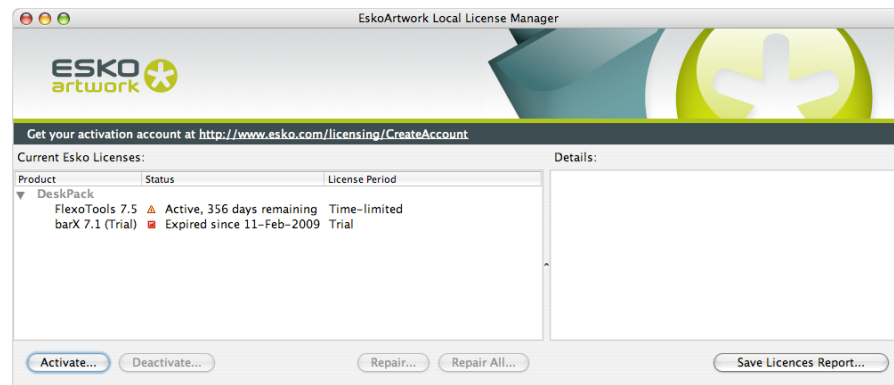 EskoArtwork Local License Manager
ESKO
artwork
Get your activation account at http://www.esko.com/licensing/CreateAccount
Current Esko Licenses:
Details:
Product Status License Period
DeskPack
FlexoTools 7.5 Active, 356 days remaining Time-limited
barX 7.1 (Trial) Expired since 11-Feb-2009 Trial
Activate... Deactivate... Repair... Repair All... Save Licences Report...